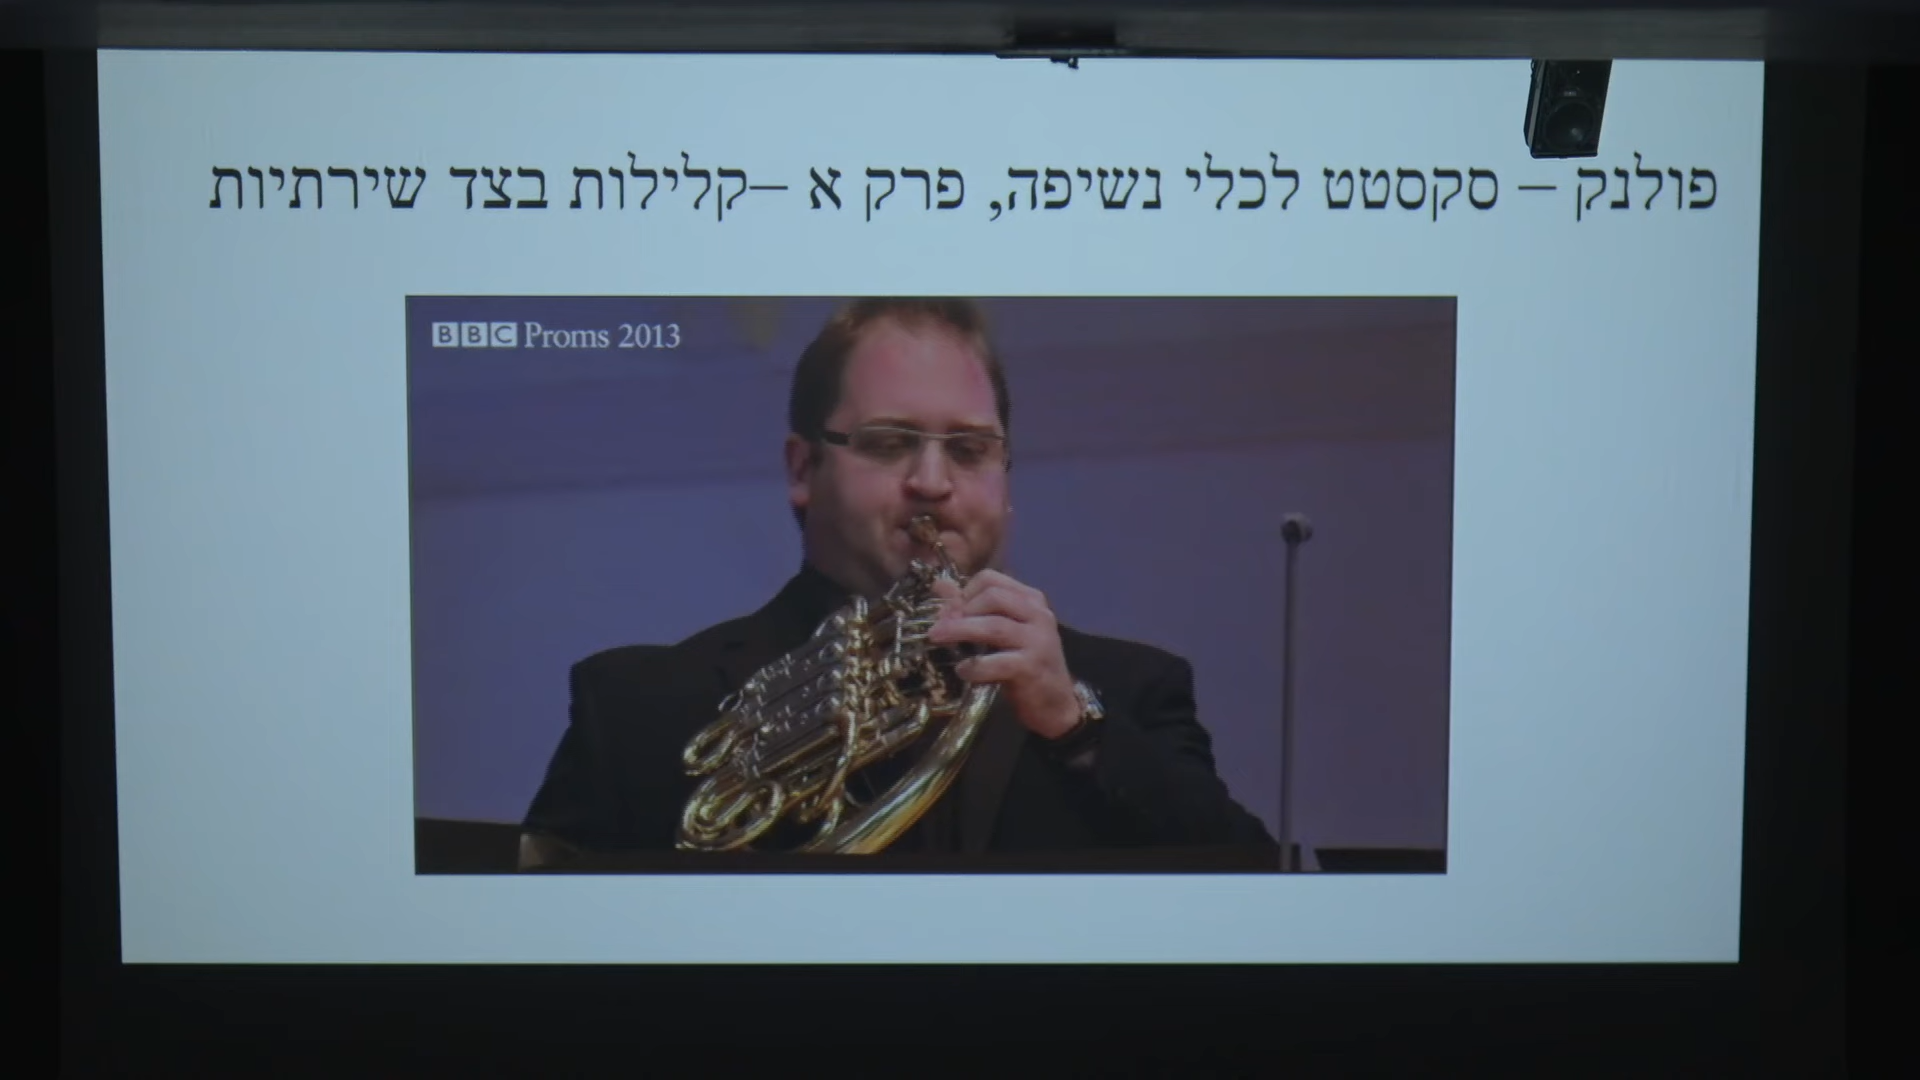 פולנק – סקסטט לכלי נשיפה, פרק א –קלילות בצד שירתיות
BBC Proms 2013